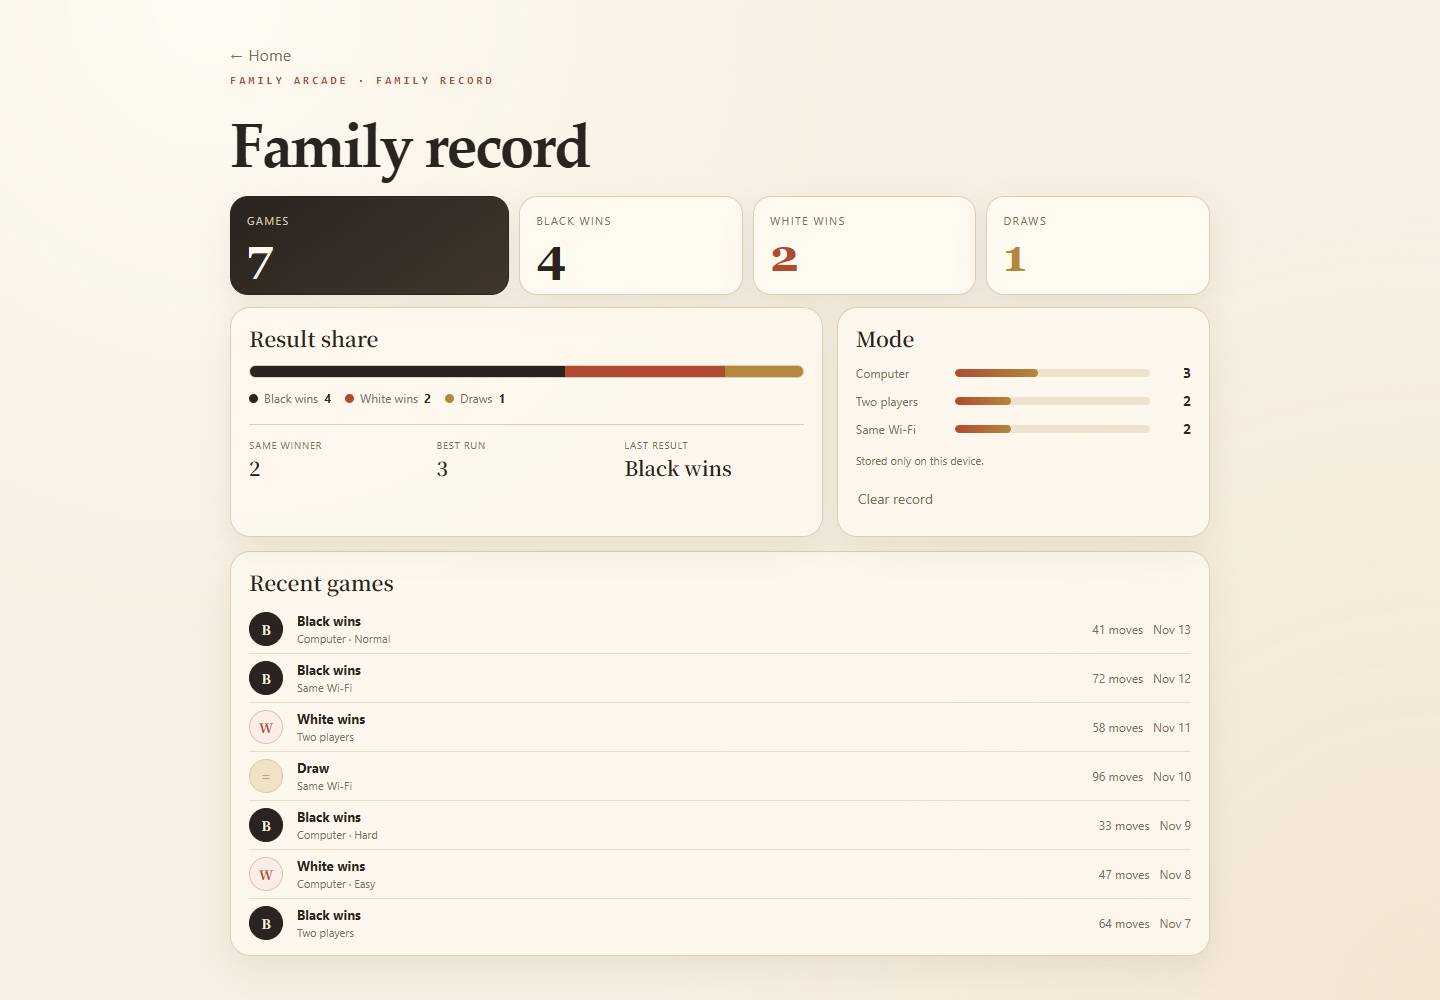 ← Home
FAMILY ARCADE · FAMILY RECORD
Family record
GAMES
7
BLACK WINS
4
WHITE WINS
2
DRAWS
1
Result share
Black wins 4 White wins 2 Draws 1
SAME WINNER
2
BEST RUN
3
LAST RESULT
Black wins
Mode
Computer 3
Two players 2
Same Wi-Fi 2
Stored only on this device.
Clear record
Recent games
B Black wins
Computer · Normal
41 moves Nov 13
B Black wins
Same Wi-Fi
72 moves Nov 12
W White wins
Two players
58 moves Nov 11
= Draw
Same Wi-Fi
96 moves Nov 10
B Black wins
Computer · Hard
33 moves Nov 9
W White wins
Computer · Easy
47 moves Nov 8
B Black wins
Two players
64 moves Nov 7